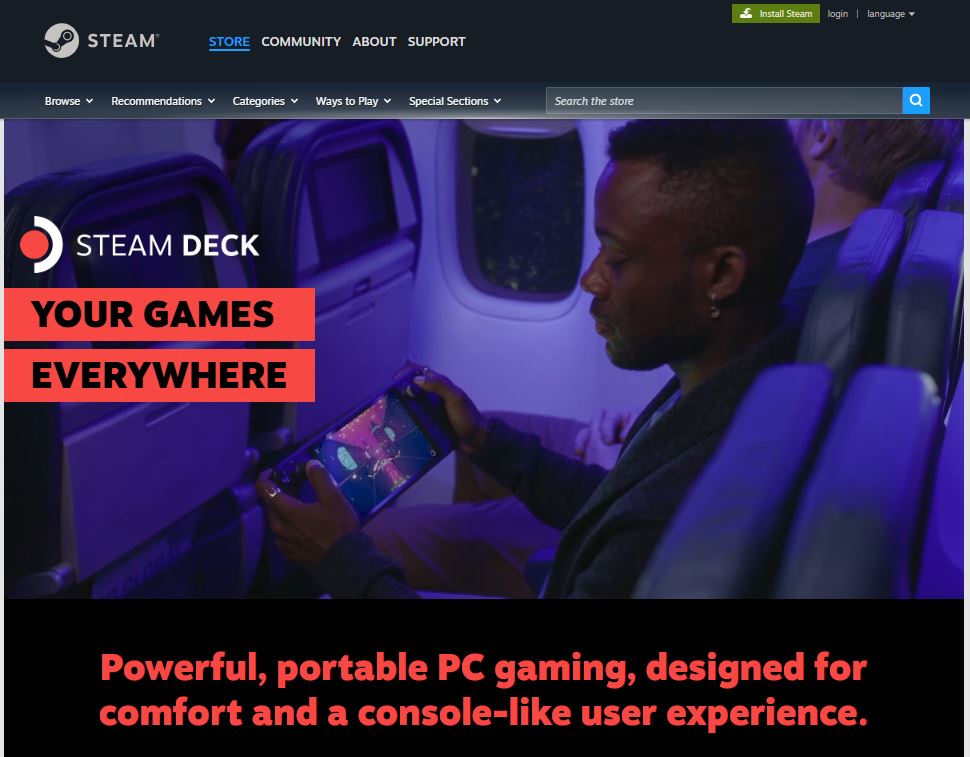 Install Steam login | language
STEAM®
STORE COMMUNITY ABOUT SUPPORT
Browse Recommendations Categories Ways to Play Special Sections Search the store
STEAM DECK
YOUR GAMES
EVERYWHERE
Powerful, portable PC gaming, designed for
comfort and a console-like user experience.